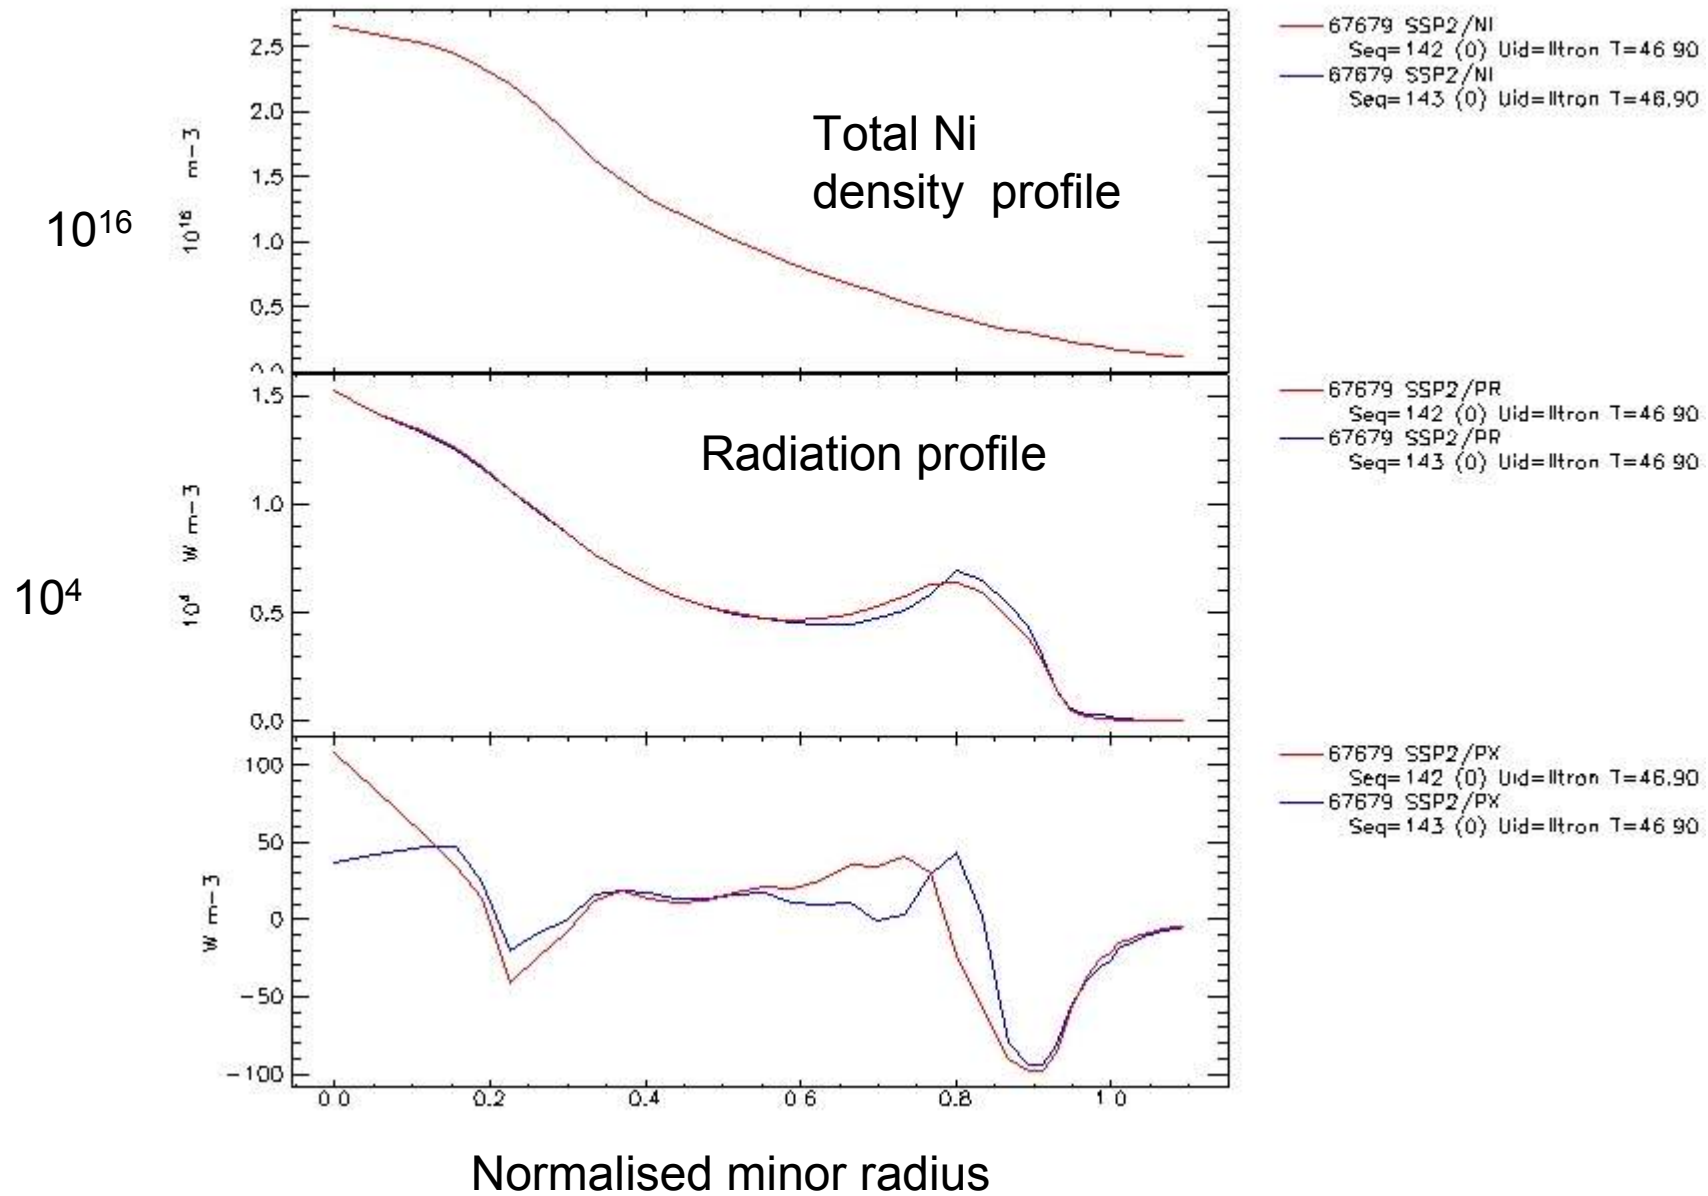 2.5
2.0
1.5
1.0
0.5
0.0
10¹⁶ m-3
10¹⁶
Total Ni
density profile
67679 SSP2/NI
Seq=142 (0) Uid=lltron T=46 90
67679 SSP2/NI
Seq=143 (0) Uid=lltron T=46.90
1.5
1.0
0.5
0.0
10⁴ W m-3
10⁴
Radiation profile
67679 SSP2/PR
Seq=142 (0) Uid=lltron T=46 90
67679 SSP2/PR
Seq=143 (0) Uid=lltron T=46 90
100
50
0
-50
-100
W m-3
67679 SSP2/PX
Seq=142 (0) Uid=lltron T=46.90
67679 SSP2/PX
Seq=143 (0) Uid=lltron T=46 90
0 0 0.2 0.4 0 6 0.8 1 0
Normalised minor radius